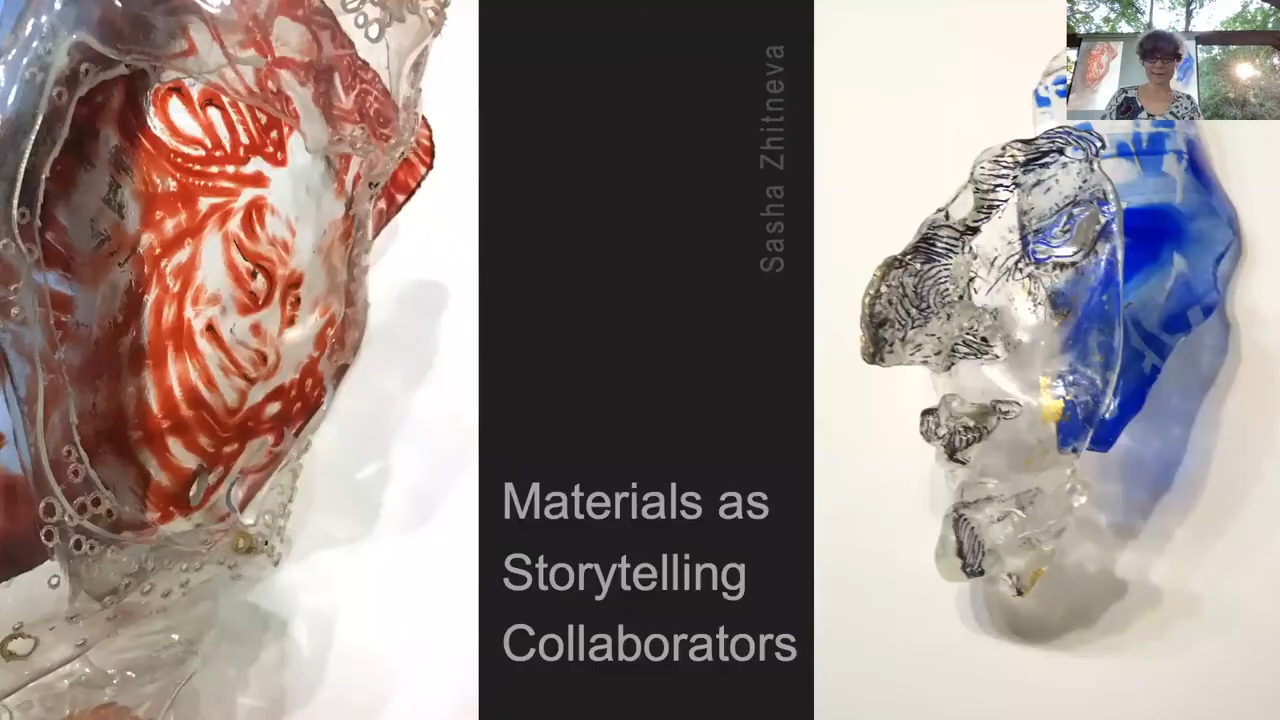 Sasha Zhitneva
Materials as
Storytelling
Collaborators